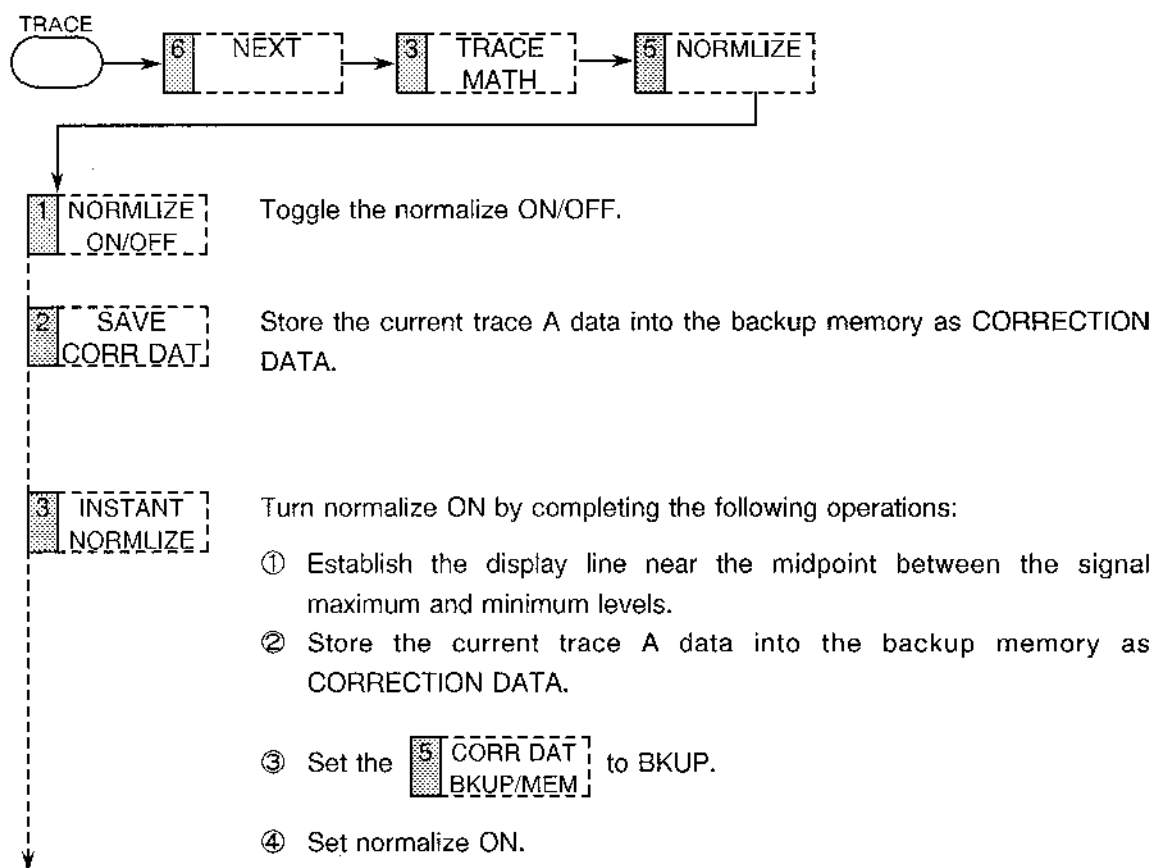 TRACE
6 NEXT
3 TRACE
MATH
5 NORMLIZE
1 NORMLIZE
ON/OFF
Toggle the normalize ON/OFF.
2 SAVE
CORR DAT
Store the current trace A data into the backup memory as CORRECTION
DATA.
3 INSTANT
NORMLIZE
Turn normalize ON by completing the following operations:
① Establish the display line near the midpoint between the signal
maximum and minimum levels.
② Store the current trace A data into the backup memory as
CORRECTION DATA.
③ Set the 5 CORR DAT
BKUP/MEM to BKUP.
④ Set normalize ON.